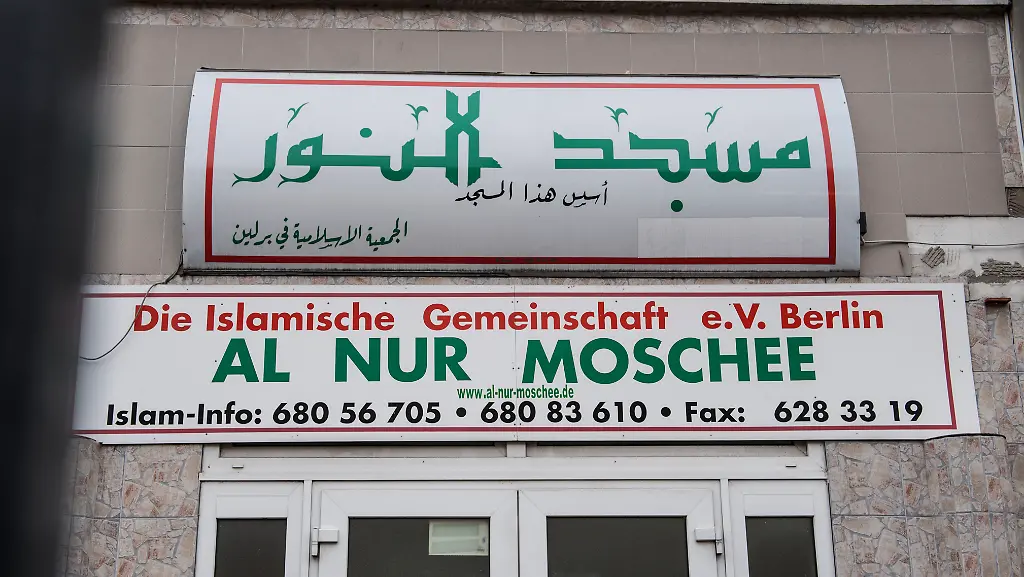 مسجد النور
أسس هذا المسجد
الجمعية الاسلامية في برلين
Die Islamische Gemeinschaft e.V. Berlin
AL NUR MOSCHEE
www.al-nur-moschee.de
Islam-Info: 680 56 705 • 680 83 610 • Fax: 628 33 19